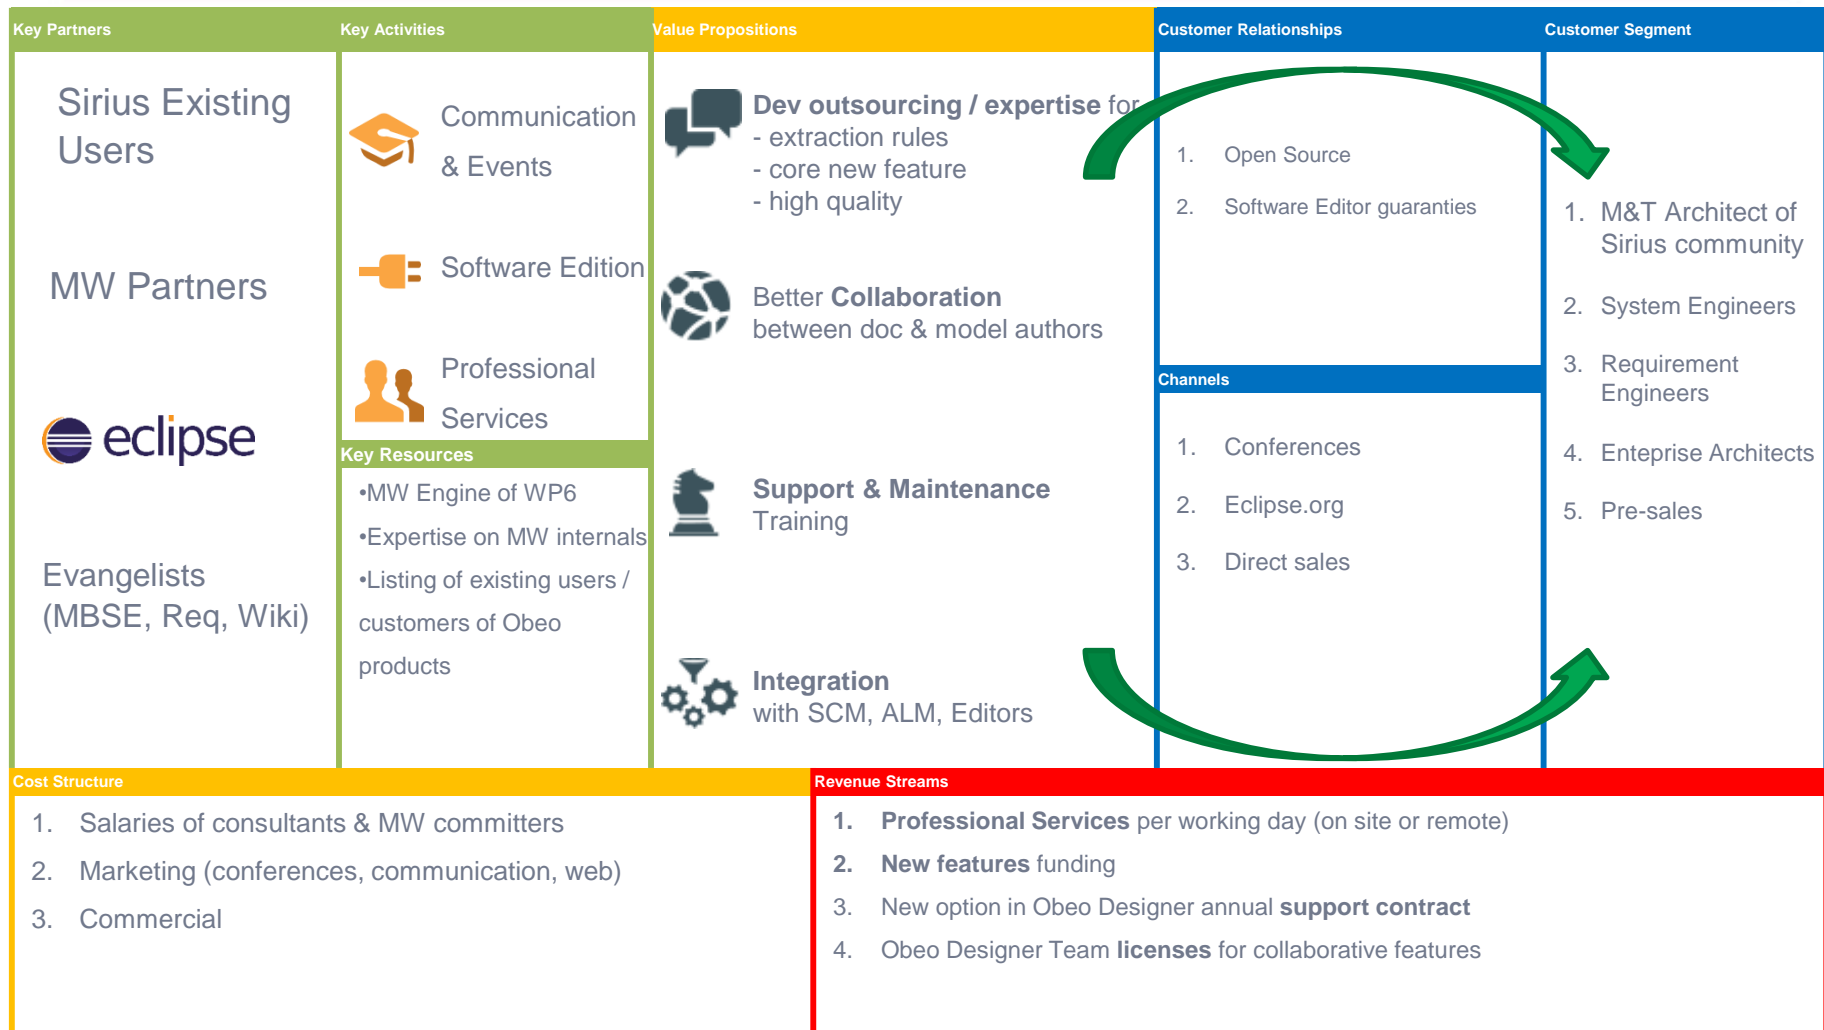 Key Partners
Sirius Existing
Users
MW Partners
eclipse
Evangelists
(MBSE, Req, Wiki)
Key Activities
Communication
& Events
Software Edition
Professional
Services
Key Resources
•MW Engine of WP6
•Expertise on MW internals
•Listing of existing users /
customers of Obeo
products
Value Propositions
Dev outsourcing / expertise for
- extraction rules
- core new feature
- high quality
Better Collaboration
between doc & model authors
Support & Maintenance
Training
Integration
with SCM, ALM, Editors
Customer Relationships
1. Open Source
2. Software Editor guaranties
Channels
1. Conferences
2. Eclipse.org
3. Direct sales
Customer Segment
1. M&T Architect of
Sirius community
2. System Engineers
3. Requirement
Engineers
4. Enteprise Architects
5. Pre-sales
Cost Structure
1. Salaries of consultants & MW committers
2. Marketing (conferences, communication, web)
3. Commercial
Revenue Streams
1. Professional Services per working day (on site or remote)
2. New features funding
3. New option in Obeo Designer annual support contract
4. Obeo Designer Team licenses for collaborative features